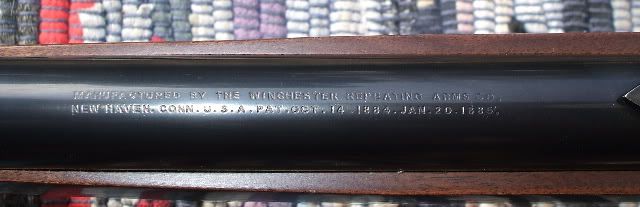 MANUFACTURED BY THE WINCHESTER REPEATING ARMS CO.
NEW HAVEN. CONN. U.S.A. PAT. OCT. 14. 1884. JAN. 20. 1885.